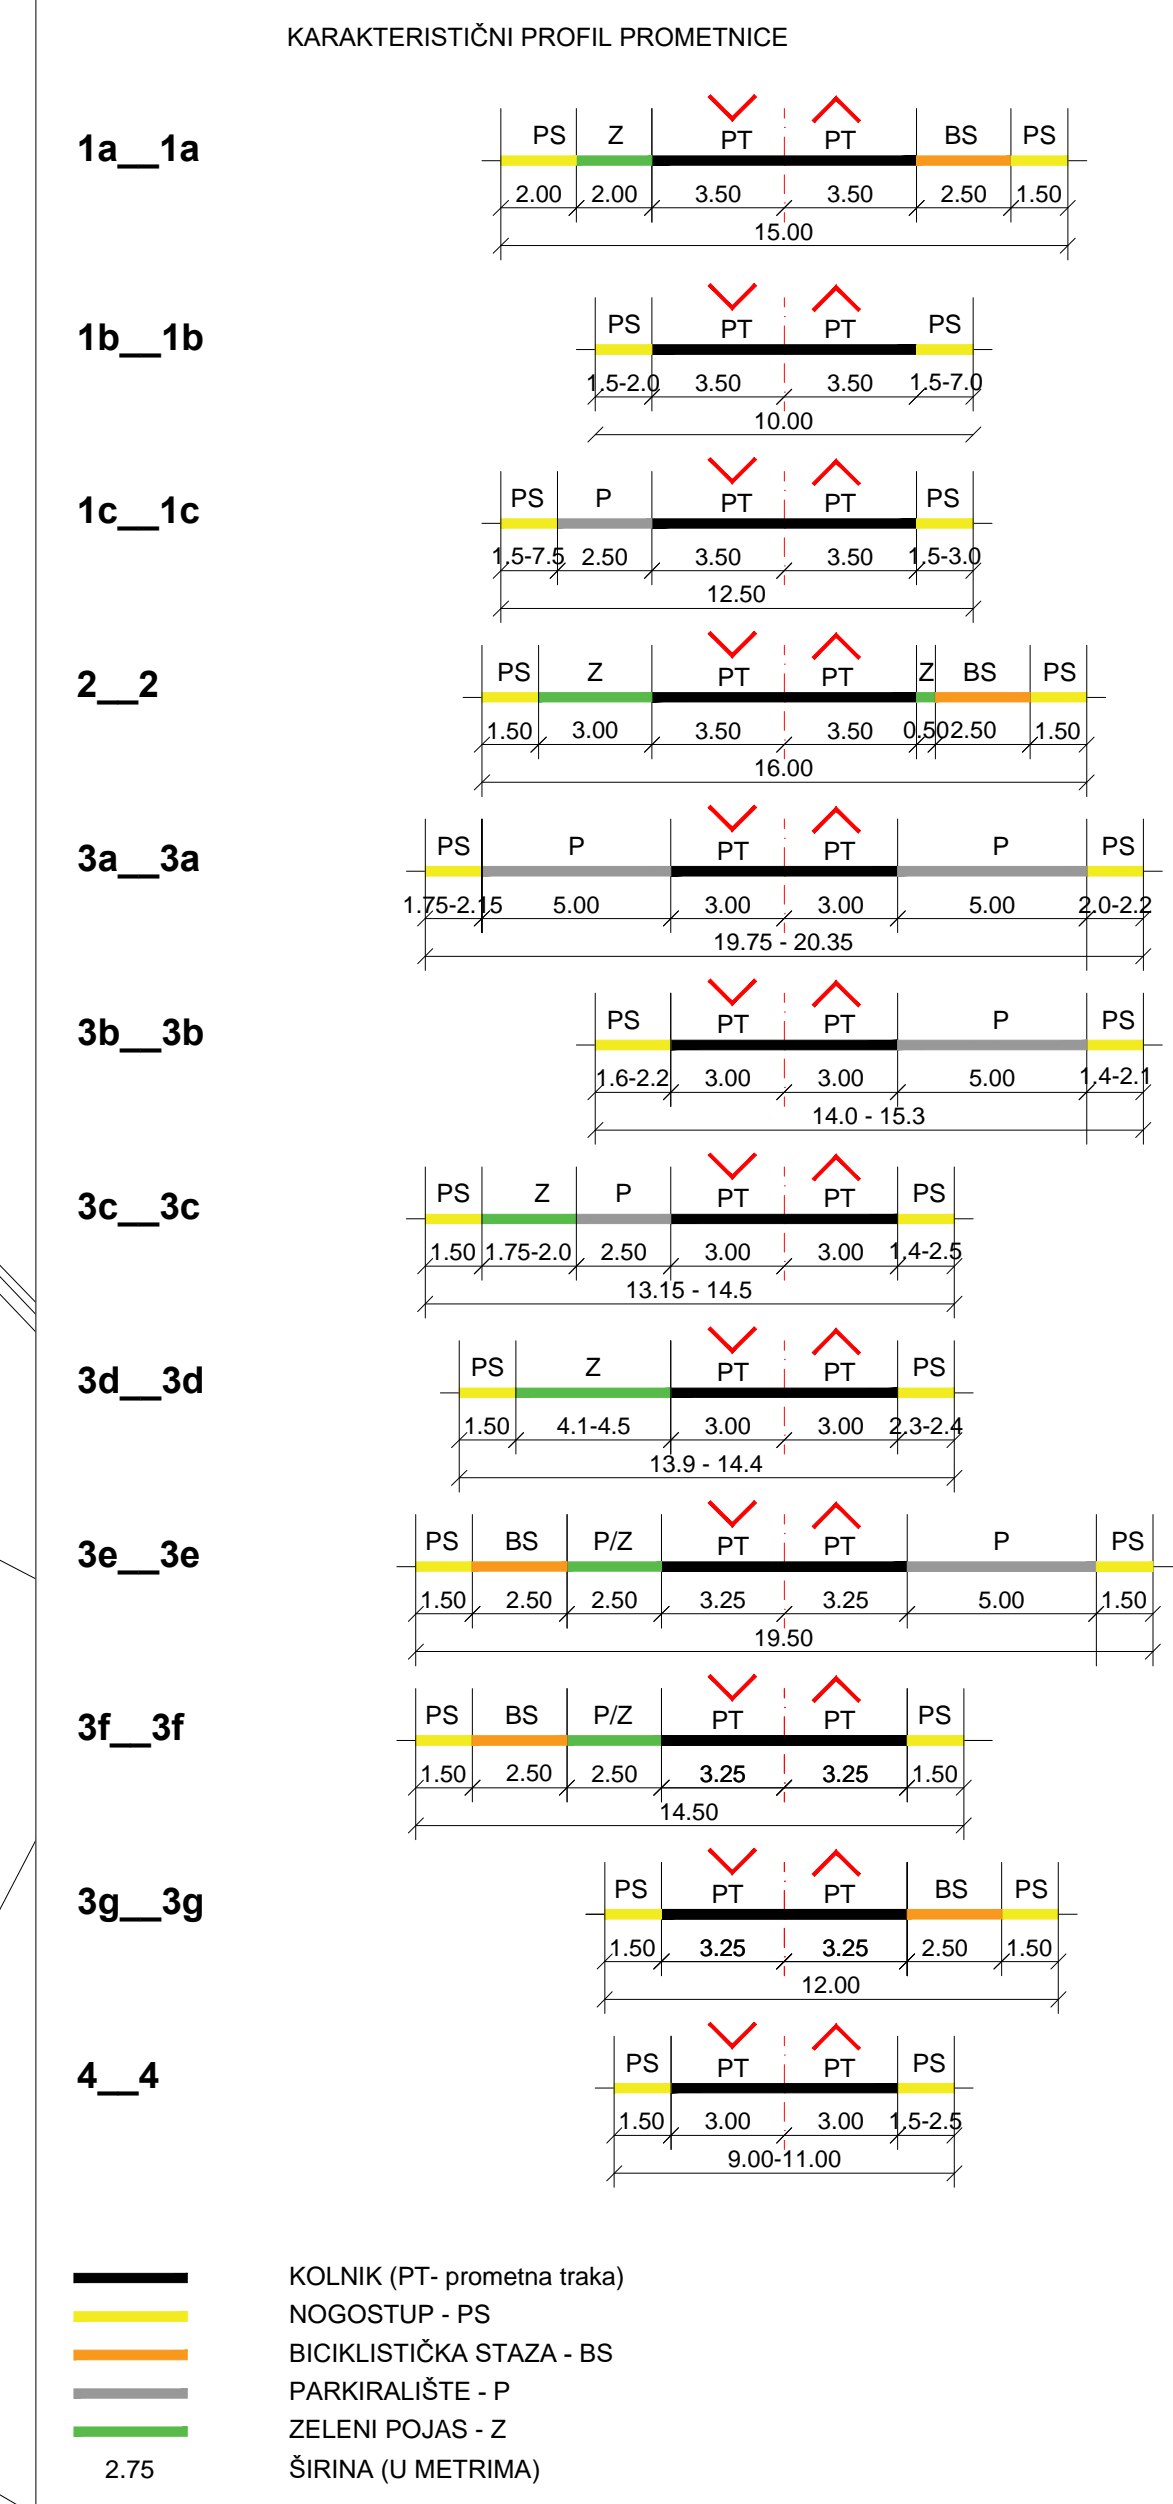 KARAKTERISTIČNI PROFIL PROMETNICE
1a__1a
PS Z PT PT BS PS
2.00 2.00 3.50 3.50 2.50 1.50
15.00
1b__1b
PS PT PT PS
1.5-2.0 3.50 3.50 1.5-7.0
10.00
1c__1c
PS P PT PT PS
1.5-7.5 2.50 3.50 3.50 1.5-3.0
12.50
2__2
PS Z PT PT Z BS PS
1.50 3.00 3.50 3.50 0.50 2.50 1.50
16.00
3a__3a
PS P PT PT P PS
1.75-2.15 5.00 3.00 3.00 5.00 2.0-2.2
19.75 - 20.35
3b__3b
PS PT PT P PS
1.6-2.2 3.00 3.00 5.00 1.4-2.1
14.0 - 15.3
3c__3c
PS Z P PT PT PS
1.50 1.75-2.0 2.50 3.00 3.00 1.4-2.5
13.15 - 14.5
3d__3d
PS Z PT PT PS
1.50 4.1-4.5 3.00 3.00 2.3-2.4
13.9 - 14.4
3e__3e
PS BS P/Z PT PT P PS
1.50 2.50 2.50 3.25 3.25 5.00 1.50
19.50
3f__3f
PS BS P/Z PT PT PS
1.50 2.50 2.50 3.25 3.25 1.50
14.50
3g__3g
PS PT PT BS PS
1.50 3.25 3.25 2.50 1.50
12.00
4__4
PS PT PT PS
1.50 3.00 3.00 1.5-2.5
9.00-11.00
KOLNIK (PT- prometna traka)
NOGOSTUP - PS
BICIKLISTIČKA STAZA - BS
PARKIRALIŠTE - P
ZELENI POJAS - Z
2.75 ŠIRINA (U METRIMA)